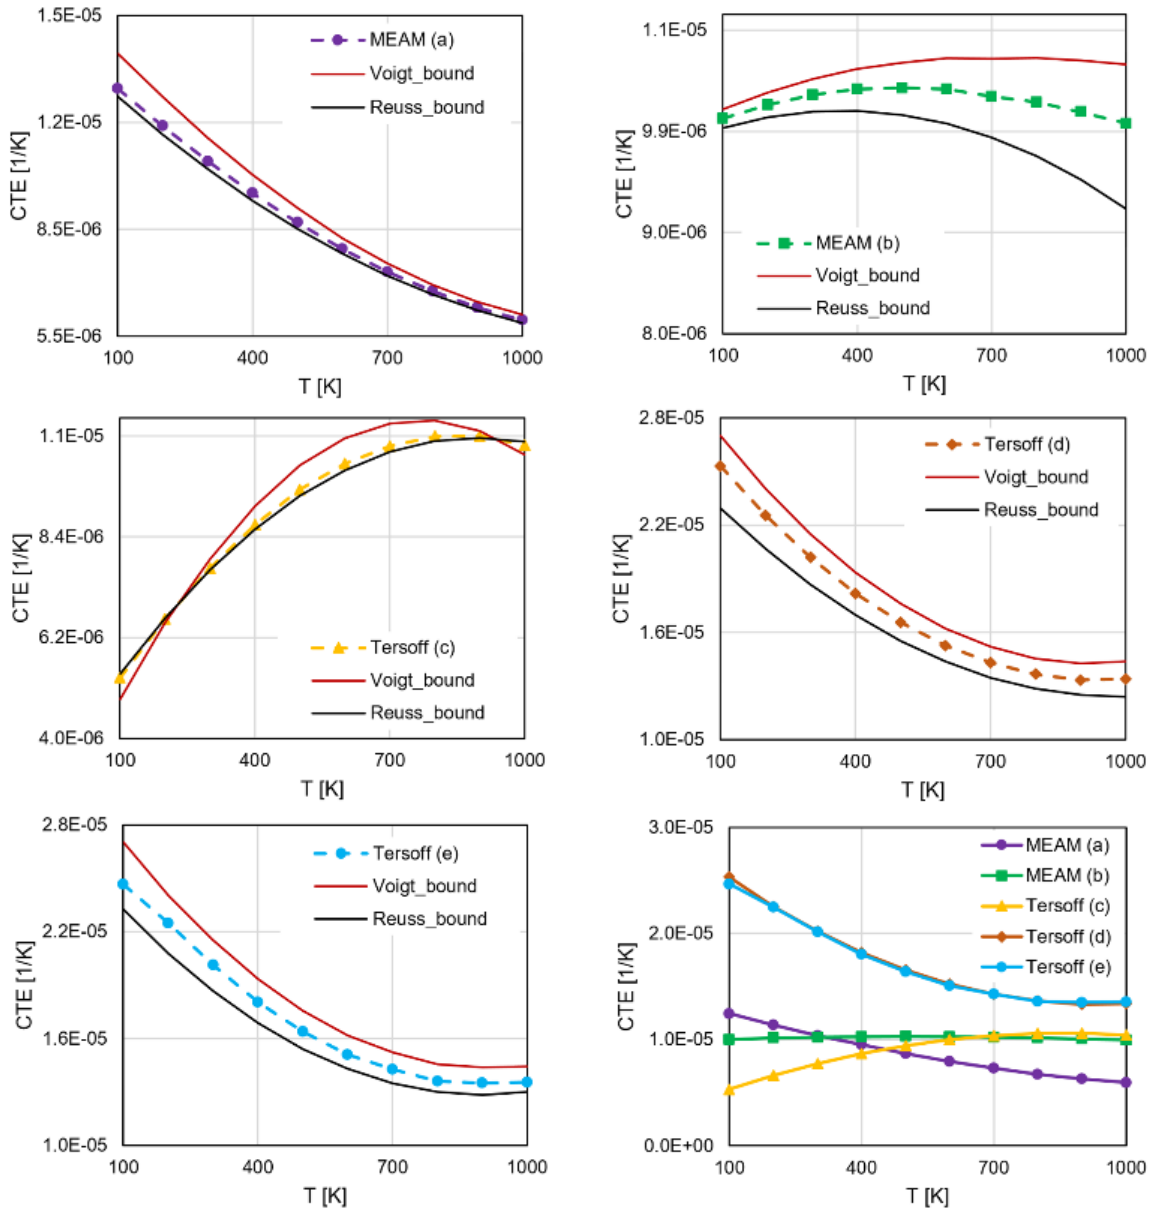 1.5E-05
1.2E-05
8.5E-06
5.5E-06
CTE [1/K]
MEAM (a)
Voigt_bound
Reuss_bound
100 400 700 1000
T [K]
1.1E-05
9.9E-06
9.0E-06
8.0E-06
CTE [1/K]
MEAM (b)
Voigt_bound
Reuss_bound
100 400 700 1000
T [K]
1.1E-05
8.4E-06
6.2E-06
4.0E-06
CTE [1/K]
Tersoff (c)
Voigt_bound
Reuss_bound
100 400 700 1000
T [K]
2.8E-05
2.2E-05
1.6E-05
1.0E-05
CTE [1/K]
Tersoff (d)
Voigt_bound
Reuss_bound
100 400 700 1000
T [K]
2.8E-05
2.2E-05
1.6E-05
1.0E-05
CTE [1/K]
Tersoff (e)
Voigt_bound
Reuss_bound
100 400 700 1000
T [K]
3.0E-05
2.0E-05
1.0E-05
0.0E+00
CTE [1/K]
MEAM (a)
MEAM (b)
Tersoff (c)
Tersoff (d)
Tersoff (e)
100 400 700 1000
T [K]